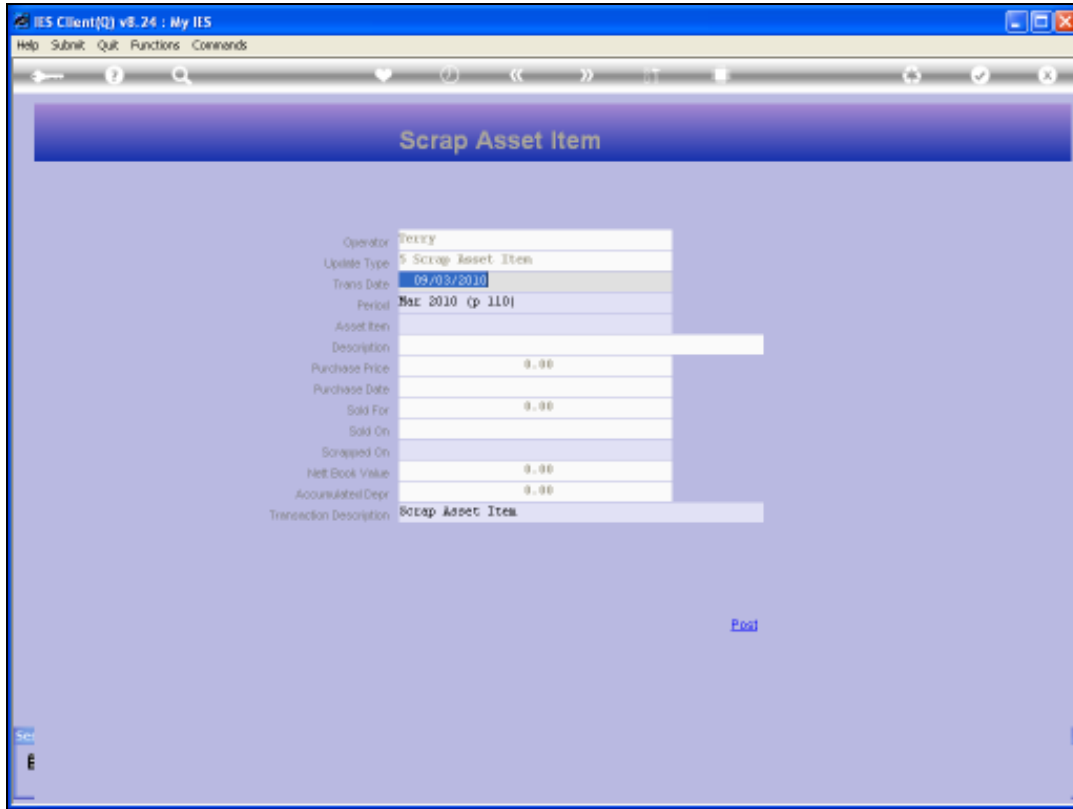 IES Client(Q) v8.24 : My IES
Help Submit Quit Functions Commands
Scrap Asset Item
Operator Terry
Update Type 5 Scrap Asset Item
Trans Date 09/03/2010
Period Mar 2010 (p 110)
Asset Item
Description
Purchase Price 0.00
Purchase Date
Sold For 0.00
Sold On
Scrapped On
Nett Book Value 0.00
Accumulated Depr 0.00
Transaction Description Scrap Asset Item
Post